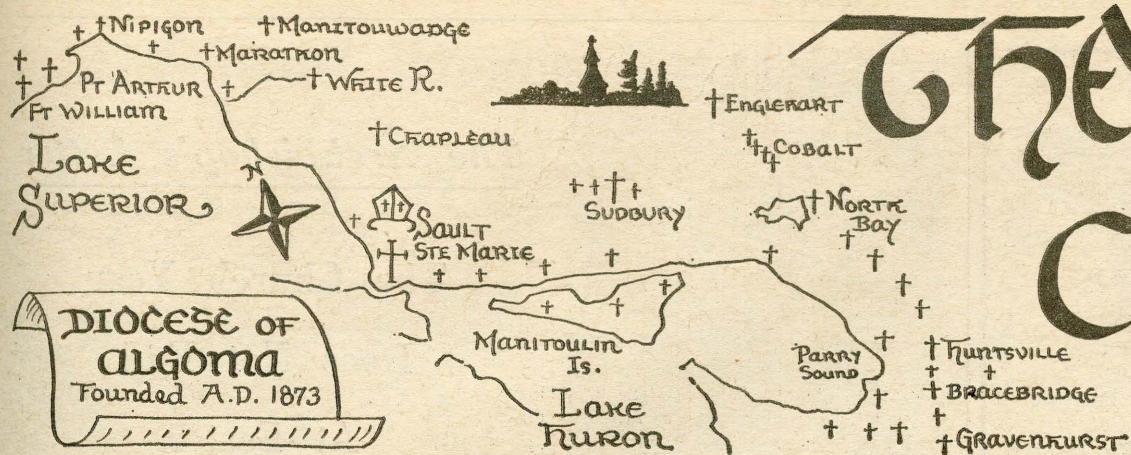 Nipigon
Manitouwadge
Marathon
Pt Arthur
White R.
Ft William
Lake
Superior
Chapleau
Englehart
Cobalt
The
N
Sault
Ste Marie
Sudbury
North
Bay
C
DIOCESE OF
ALGOMA
Founded A.D. 1873
Manitoulin
Is.
Lake
Huron
Parry
Sound
Huntsville
Bracebridge
Gravenhurst